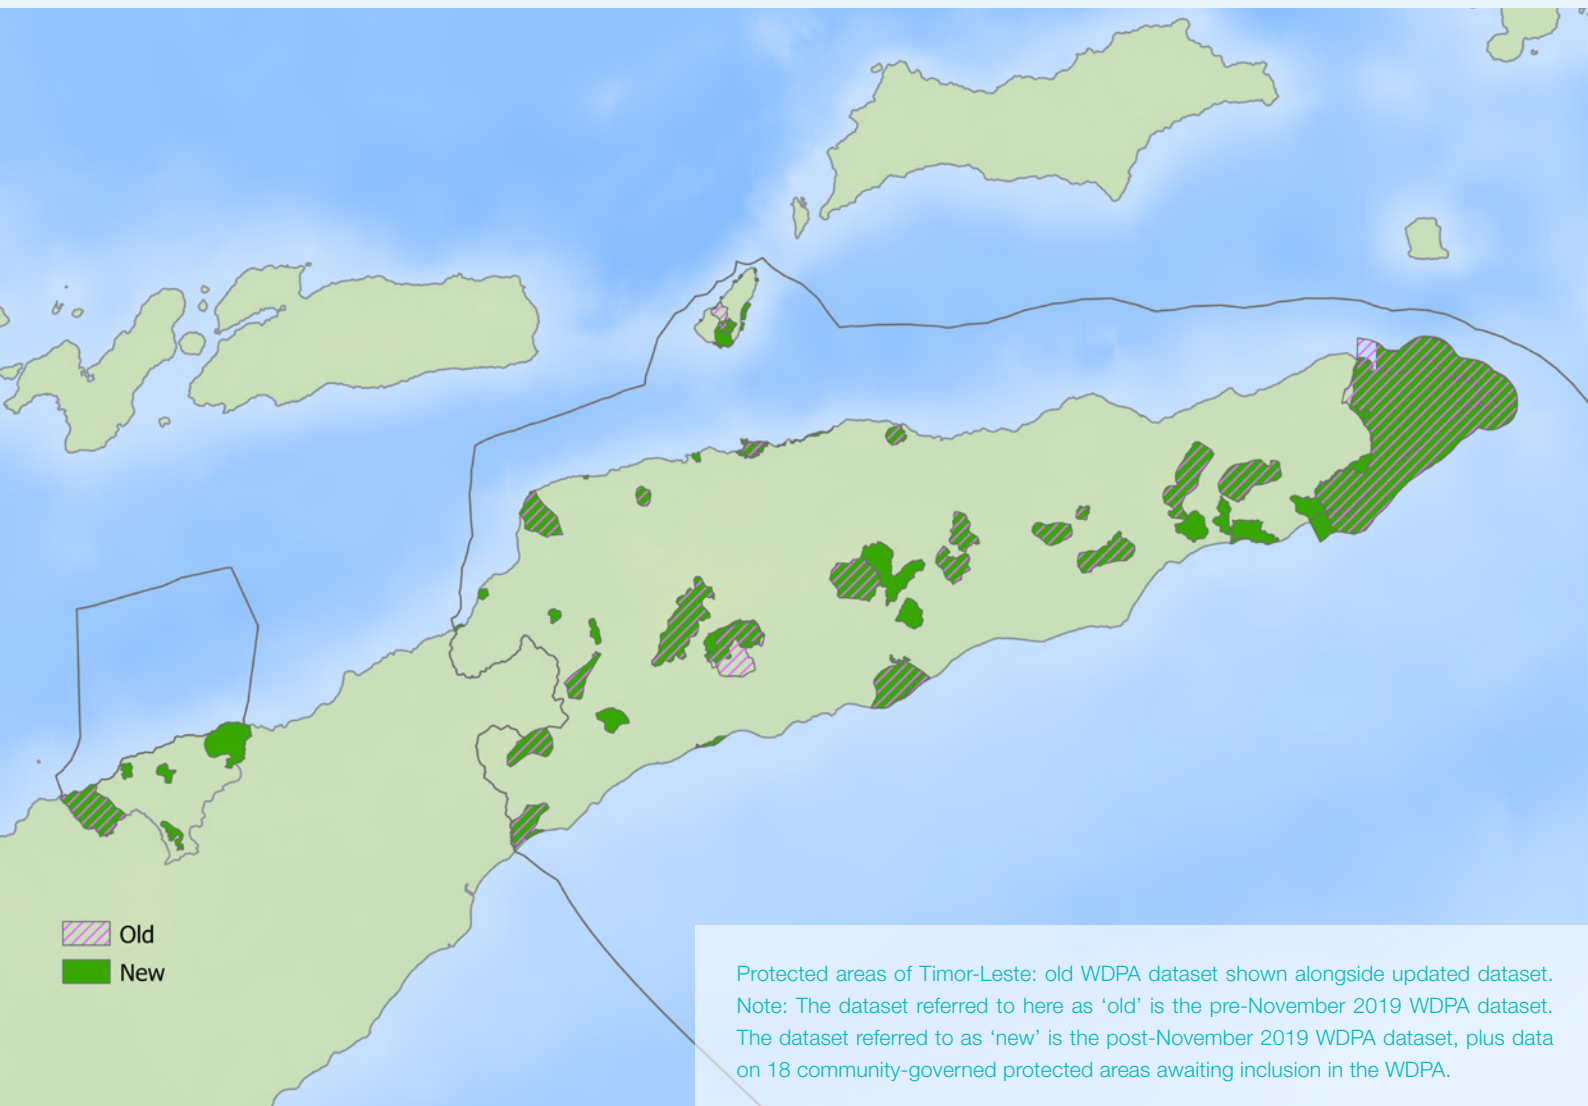 Old
New
Protected areas of Timor-Leste: old WDPA dataset shown alongside updated dataset.
Note: The dataset referred to here as ‘old’ is the pre-November 2019 WDPA dataset.
The dataset referred to as ‘new’ is the post-November 2019 WDPA dataset, plus data
on 18 community-governed protected areas awaiting inclusion in the WDPA.